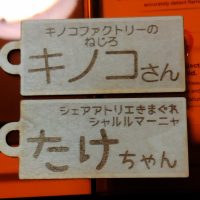 キノコファクトリーの
ねじろ
キノコさん
シェアアトリエきまぐれ
シャルルマーニャ
たけちゃん